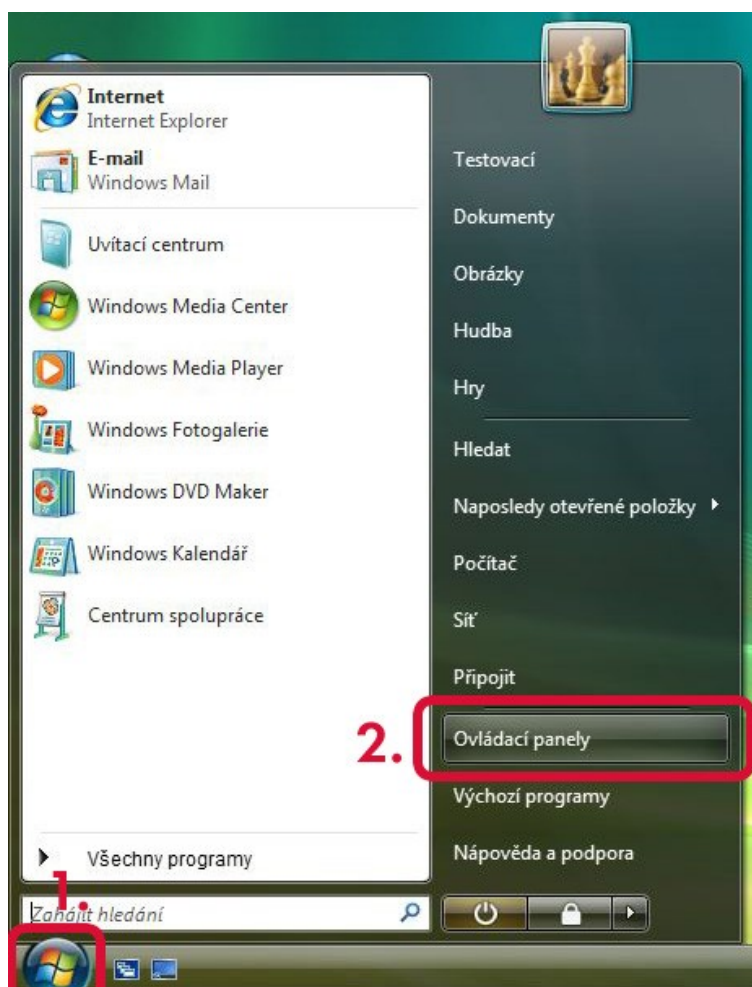 Internet
Internet Explorer
E-mail
Windows Mail
Uvítací centrum
Windows Media Center
Windows Media Player
Windows Fotogalerie
Windows DVD Maker
Windows Kalendář
Centrum spolupráce
Všechny programy
1.
Zahájit hledání
Testovací
Dokumenty
Obrázky
Hudba
Hry
Hledat
Naposledy otevřené položky
Počítač
Síť
Připojit
2.
Ovládací panely
Výchozí programy
Nápověda a podpora